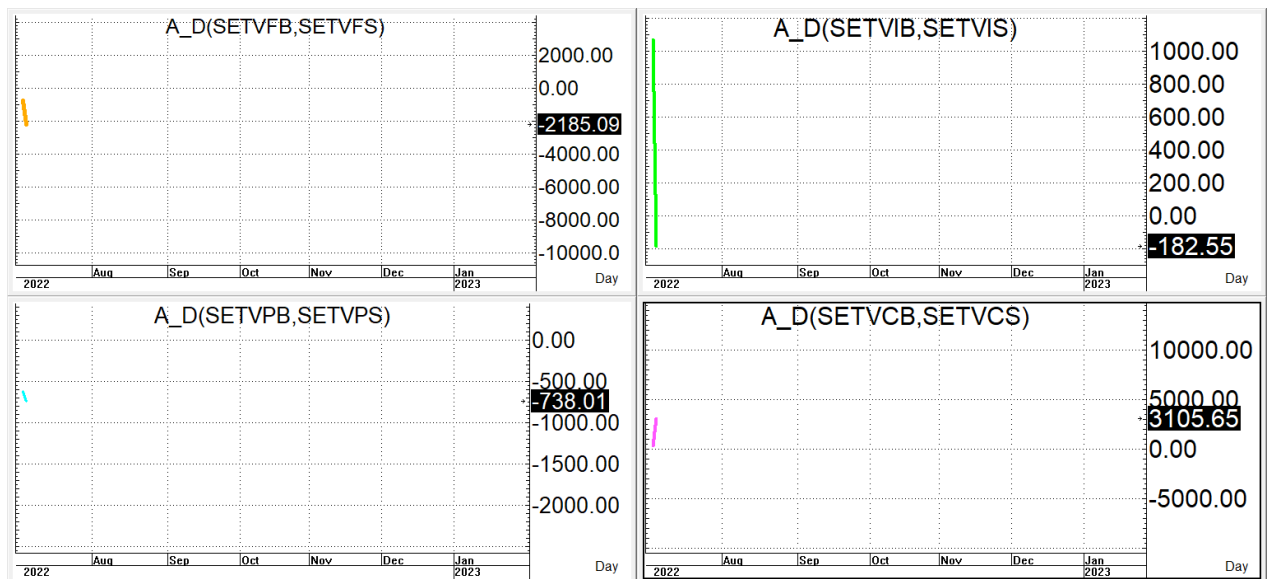 A_D(SETVFB,SETVFS)
2000.00
0.00
-2185.09
-4000.00
-6000.00
-8000.00
-10000.0
Aug Sep Oct Nov Dec Jan
2022 2023 Day
A_D(SETVIB,SETVIS)
1000.00
800.00
600.00
400.00
200.00
0.00
-182.55
Aug Sep Oct Nov Dec Jan
2022 2023 Day
A_D(SETVPB,SETVPS)
0.00
-500.00
-738.01
-1000.00
-1500.00
-2000.00
Aug Sep Oct Nov Dec Jan
2022 2023 Day
A_D(SETVCB,SETVCS)
10000.00
5000.00
3105.65
0.00
-5000.00
Aug Sep Oct Nov Dec Jan
2022 2023 Day